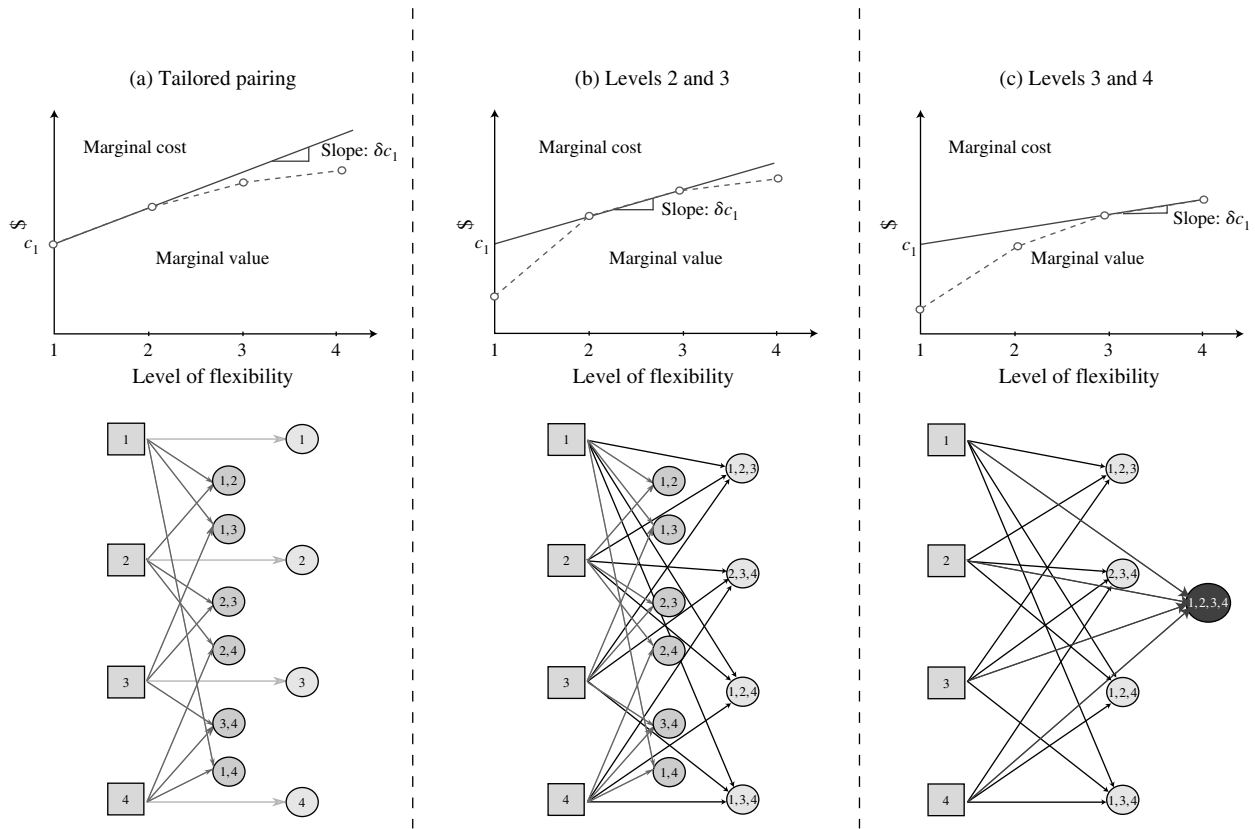 (a) Tailored pairing
Marginal cost
Slope: δc₁
$
c₁
Marginal value
1 2 3 4
Level of flexibility
1
1
1,2
1,3
2
2
2,3
2,4
3
3
3,4
1,4
4
4
(b) Levels 2 and 3
Marginal cost
Slope: δc₁
$
c₁
Marginal value
1 2 3 4
Level of flexibility
1
1,2,3
1,2
1,3
2
2,3,4
2,3
2,4
3
1,2,4
3,4
1,4
4
1,3,4
(c) Levels 3 and 4
Marginal cost
Slope: δc₁
$
c₁
Marginal value
1 2 3 4
Level of flexibility
1
1,2,3
2
2,3,4
1,2,3,4
3
1,2,4
4
1,3,4